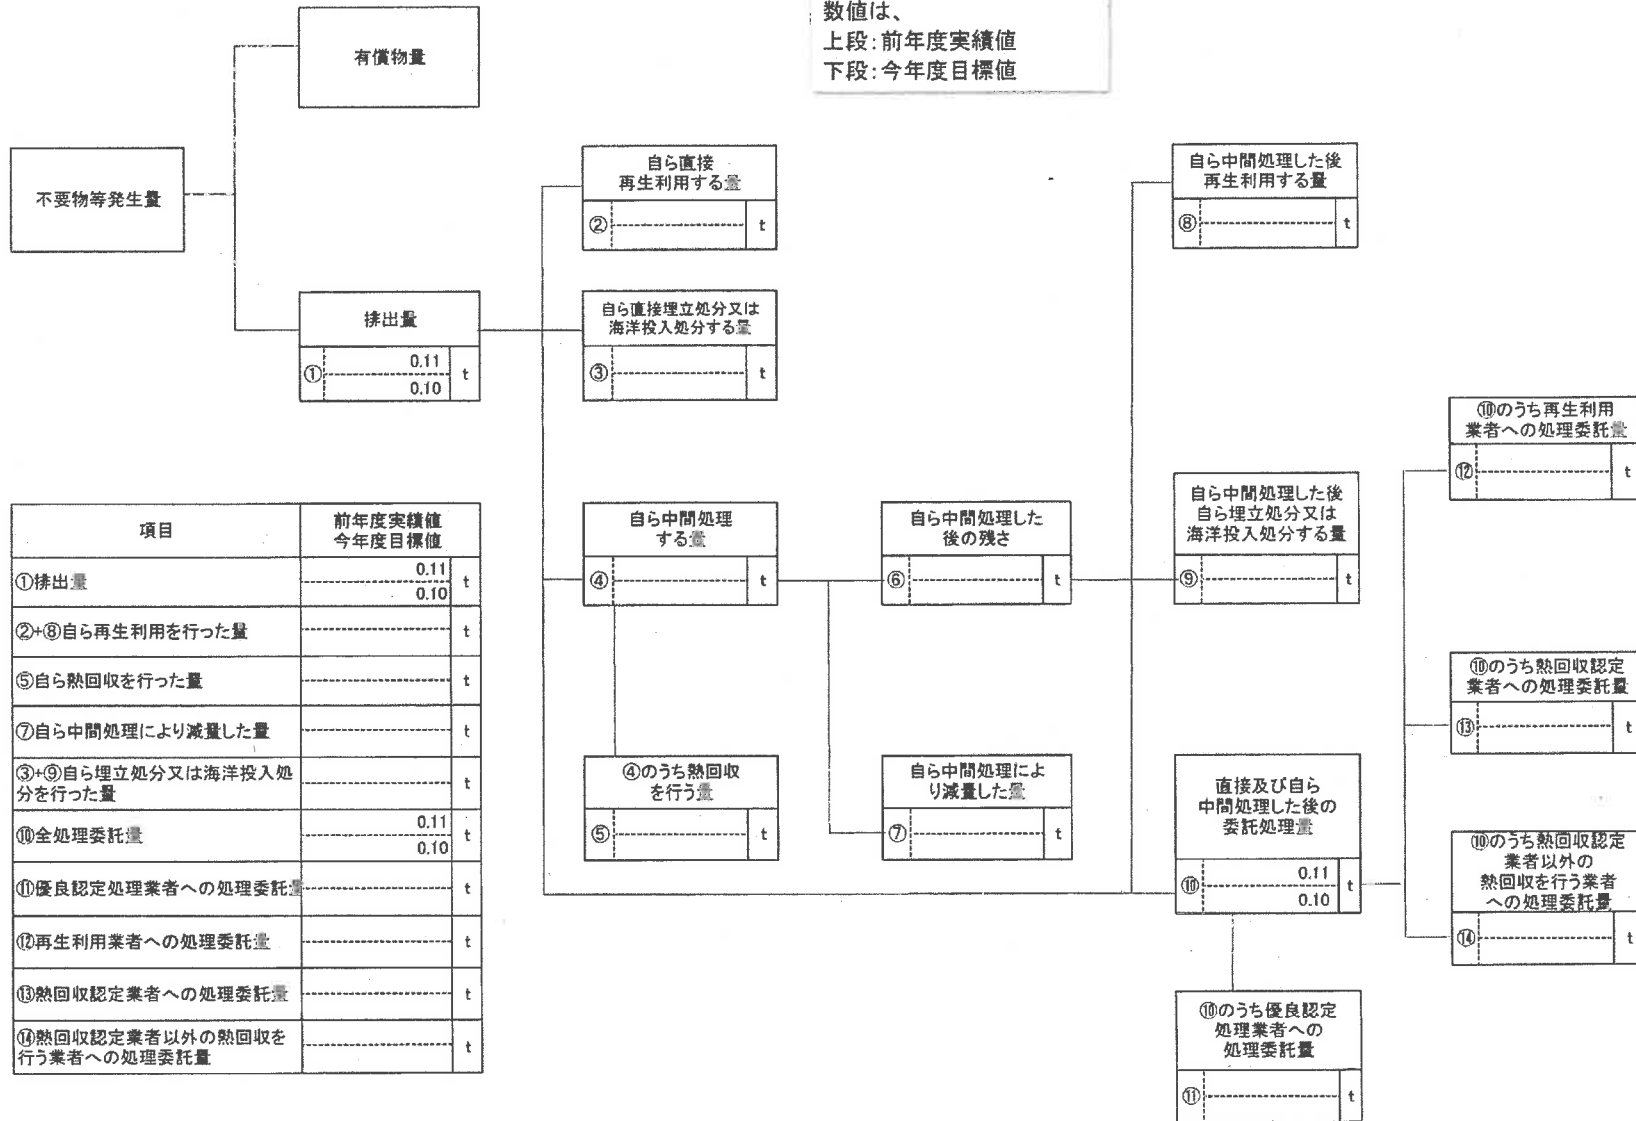 数値は、
上段:前年度実績値
下段:今年度目標値
有償物量
不要物等発生量
排出量
①
0.11
0.10
t
自ら直接
再生利用する量
②
t
自ら直接埋立処分又は
海洋投入処分する量
③
t
自ら中間処理した後
再生利用する量
⑧
t
自ら中間処理
する量
④
t
自ら中間処理した
後の残さ
⑥
t
自ら中間処理した後
自ら埋立処分又は
海洋投入処分する量
⑨
t
④のうち熱回収
を行う量
⑤
t
自ら中間処理によ
り減量した量
⑦
t
直接及び自ら
中間処理した後の
委託処理量
⑩
0.11
0.10
t
⑩のうち優良認定
処理業者への
処理委託量
⑪
t
⑩のうち再生利用
業者への処理委託量
⑫
t
⑩のうち熱回収認定
業者への処理委託量
⑬
t
⑩のうち熱回収認定
業者以外の
熱回収を行う業者
への処理委託量
⑭
t
項目
前年度実績値
今年度目標値
①排出量
0.11
0.10
t
②+⑧自ら再生利用を行った量
t
⑤自ら熱回収を行った量
t
⑦自ら中間処理により減量した量
t
③+⑨自ら埋立処分又は海洋投入処
分を行った量
t
⑩全処理委託量
0.11
0.10
t
⑪優良認定処理業者への処理委託量
t
⑫再生利用業者への処理委託量
t
⑬熱回収認定業者への処理委託量
t
⑭熱回収認定業者以外の熱回収を
行う業者への処理委託量
t